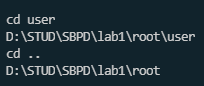 cd user
D:\STUD\SBPD\lab1\root\user
cd ..
D:\STUD\SBPD\lab1\root